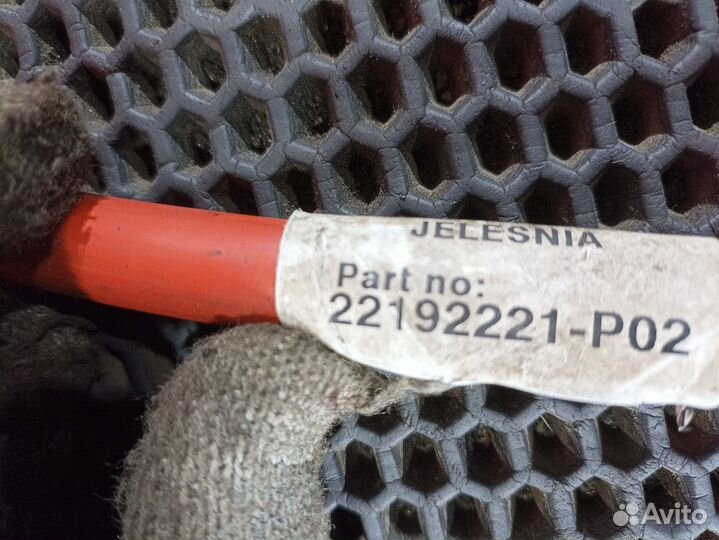 JELESNIA
Part no:
22192221-P02
Avito